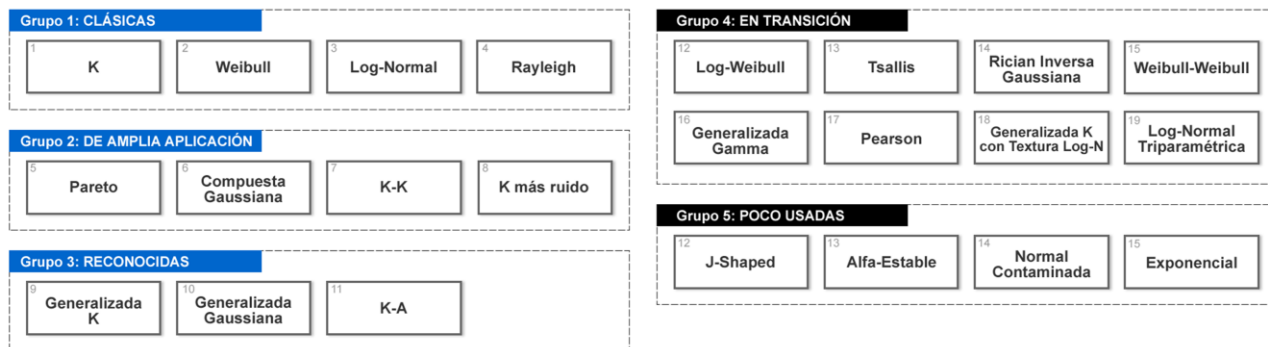 Grupo 1: CLÁSICAS
1
K
2
Weibull
3
Log-Normal
4
Rayleigh
Grupo 2: DE AMPLIA APLICACIÓN
5
Pareto
6
Compuesta
Gaussiana
7
K-K
8
K más ruido
Grupo 3: RECONOCIDAS
9
Generalizada
K
10
Generalizada
Gaussiana
11
K-A
Grupo 4: EN TRANSICIÓN
12
Log-Weibull
13
Tsallis
14
Rician Inversa
Gaussiana
15
Weibull-Weibull
16
Generalizada
Gamma
17
Pearson
18
Generalizada K
con Textura Log-N
19
Log-Normal
Triparamétrica
Grupo 5: POCO USADAS
12
J-Shaped
13
Alfa-Estable
14
Normal
Contaminada
15
Exponencial